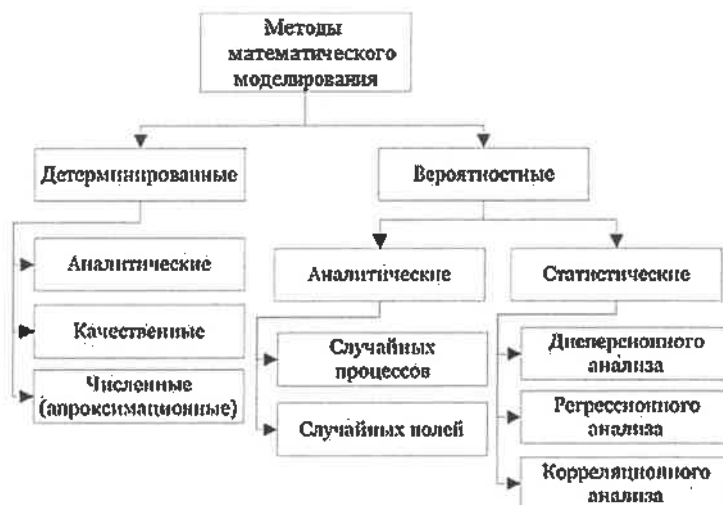 Методы
математического
моделирования
Детерминированные
Вероятностные
Аналитические
Качественные
Численные
(апроксимационные)
Аналитические
Статистические
Случайных
процессов
Случайных полей
Дисперсионного
анализа
Регрессионного
анализа
Корреляционного
анализа